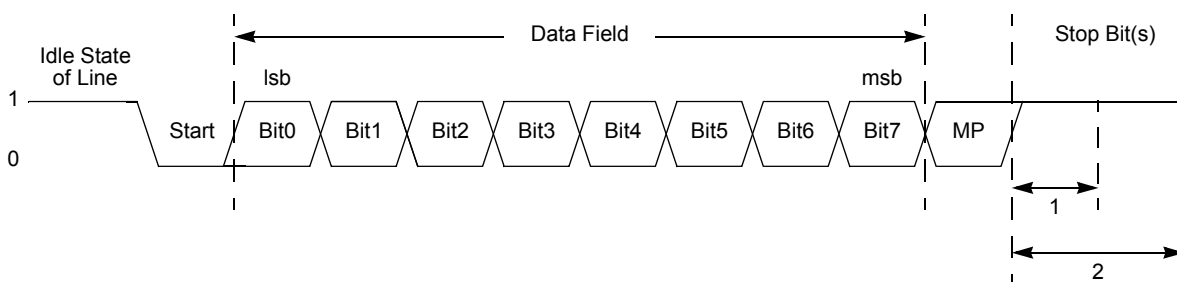 Data Field
Stop Bit(s)
Idle State
of Line
lsb
msb
1
Start
Bit0
Bit1
Bit2
Bit3
Bit4
Bit5
Bit6
Bit7
MP
0
1
2